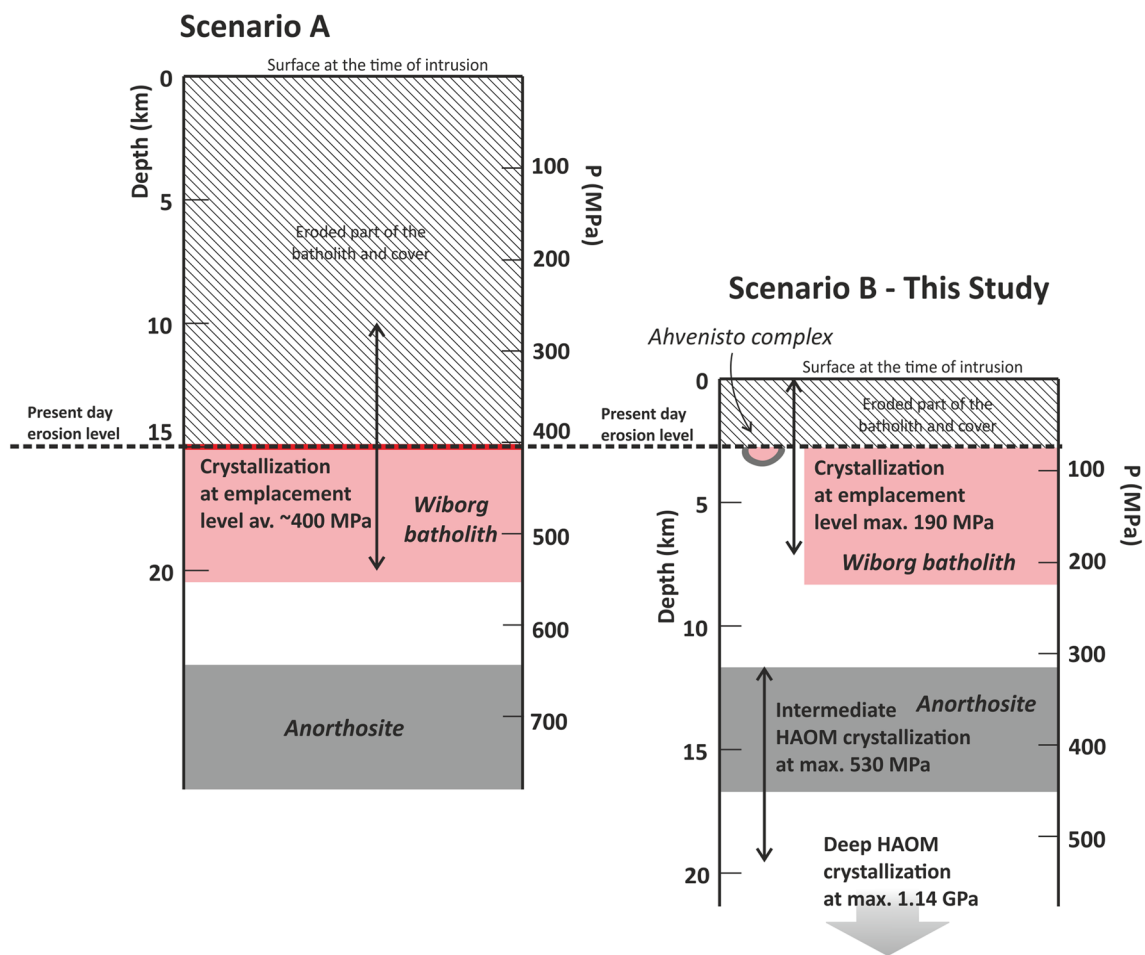 Scenario A
Surface at the time of intrusion
0
5
10
15
20
Depth (km)
100
200
300
400
500
600
700
P (MPa)
Eroded part of the
batholith and cover
Present day
erosion level
Crystallization
at emplacement
level av. ~400 MPa
Wiborg
batholith
Anorthosite
Scenario B - This Study
Ahvenisto complex
Surface at the time of intrusion
0
5
10
15
20
Depth (km)
100
200
300
400
500
P (MPa)
Eroded part of the
batholith and cover
Present day
erosion level
Crystallization
at emplacement
level max. 190 MPa
Wiborg batholith
Anorthosite
Intermediate
HAOM crystallization
at max. 530 MPa
Deep HAOM
crystallization
at max. 1.14 GPa